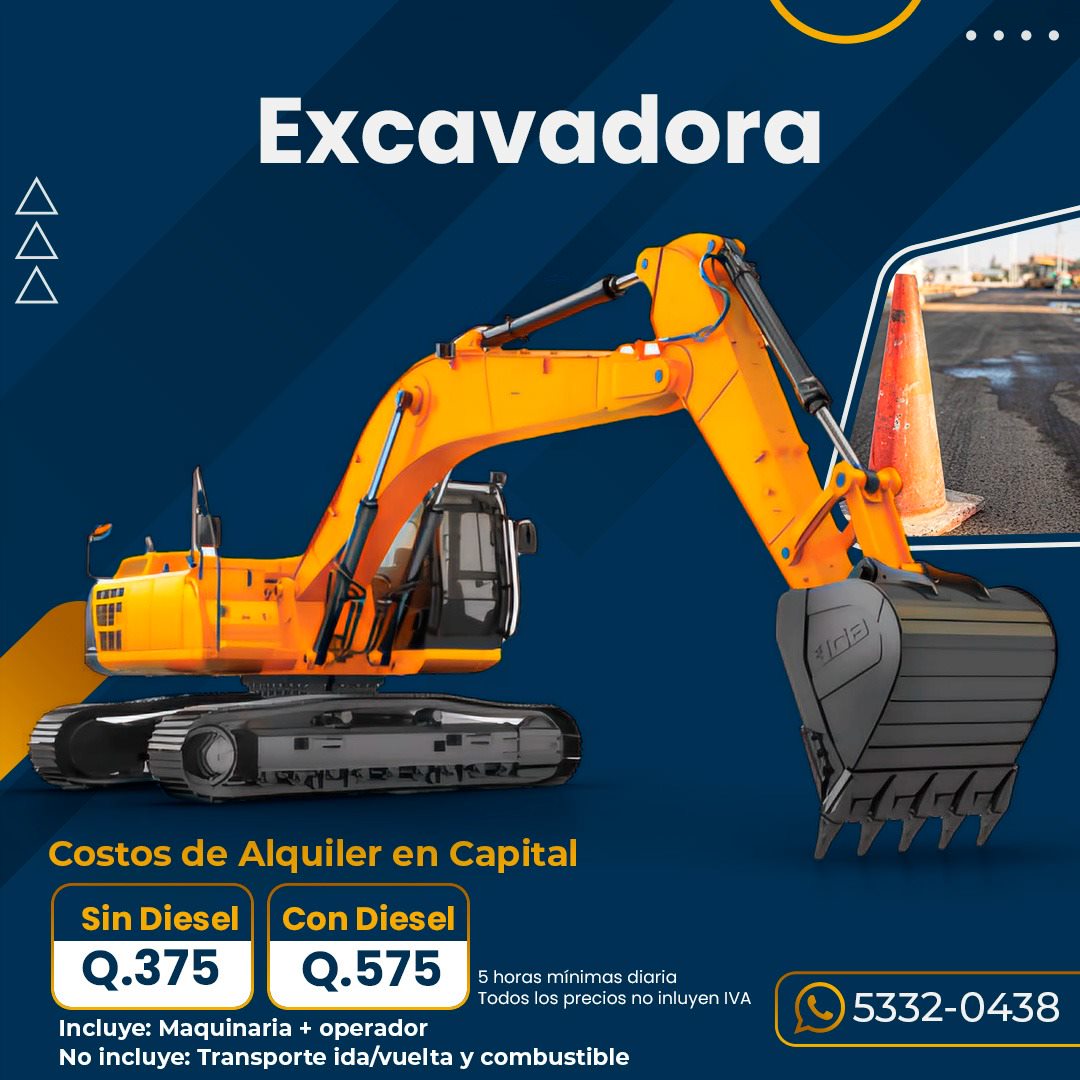 Excavadora
Costos de Alquiler en Capital
Sin Diesel
Q.375
Con Diesel
Q.575
5 horas mínimas diaria
Todos los precios no inluyen IVA
Incluye: Maquinaria + operador
No incluye: Transporte ida/vuelta y combustible
5332-0438